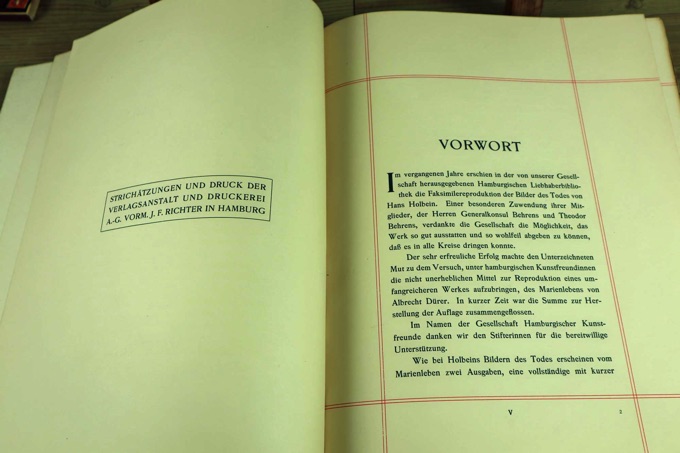 STRICHÄTZUNGEN UND DRUCK DER
VERLAGSANSTALT UND DRUCKEREI
A.-G. VORM. J. F. RICHTER IN HAMBURG
VORWORT
Im vergangenen Jahre erschien in der von unserer Gesell-
schaft herausgegebenen Hamburgischen Liebhaberbiblio-
thek die Faksimilereproduktion der Bilder des Todes von
Hans Holbein. Einer besonderen Zuwendung ihrer Mit-
glieder, der Herren Generalkonsul Behrens und Theodor
Behrens, verdankte die Gesellschaft die Möglichkeit, das
Werk so gut ausstatten und so wohlfeil abgeben zu können,
daß es in alle Kreise dringen konnte.
Der sehr erfreuliche Erfolg machte den Unterzeichneten
Mut zu dem Versuch, unter hamburgischen Kunstfreundinnen
die nicht unerheblichen Mittel zur Reproduktion eines um-
fangreicheren Werkes aufzubringen, des Marienlebens von
Albrecht Dürer. In kurzer Zeit war die Summe zur Her-
stellung der Auflage zusammengeflossen.
Im Namen der Gesellschaft Hamburgischer Kunst-
freunde danken wir den Stifterinnen für die bereitwillige
Unterstützung.
Wie bei Holbeins Bildern des Todes erscheinen vom
Marienleben zwei Ausgaben, eine vollständige mit kurzer
V